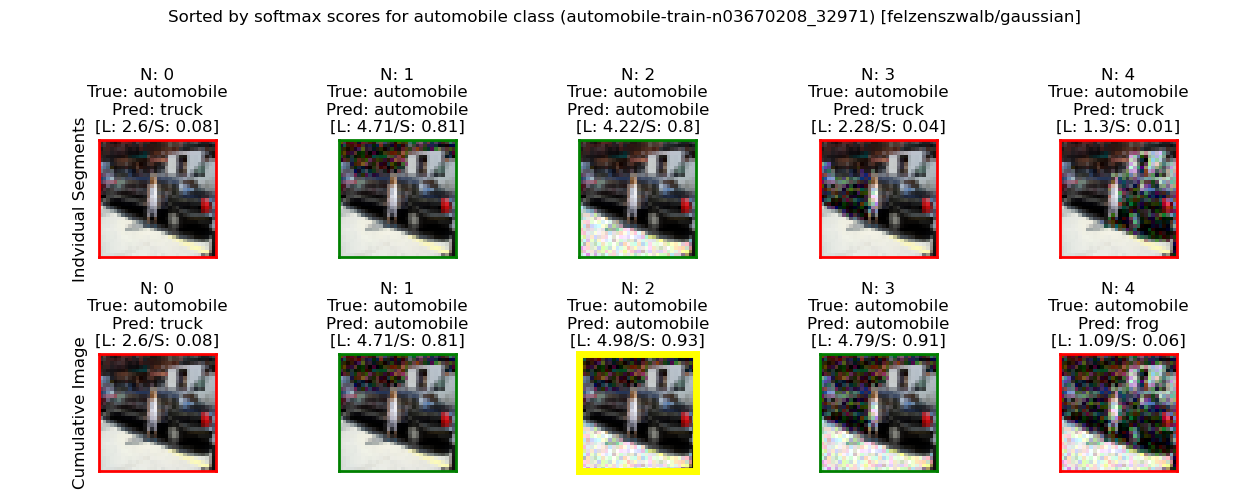 Sorted by softmax scores for automobile class (automobile-train-n03670208_32971) [felzenszwalb/gaussian]
Indvidual Segments
N: 0
True: automobile
Pred: truck
[L: 2.6/S: 0.08]
N: 1
True: automobile
Pred: automobile
[L: 4.71/S: 0.81]
N: 2
True: automobile
Pred: automobile
[L: 4.22/S: 0.8]
N: 3
True: automobile
Pred: truck
[L: 2.28/S: 0.04]
N: 4
True: automobile
Pred: truck
[L: 1.3/S: 0.01]
Cumulative Image
N: 0
True: automobile
Pred: truck
[L: 2.6/S: 0.08]
N: 1
True: automobile
Pred: automobile
[L: 4.71/S: 0.81]
N: 2
True: automobile
Pred: automobile
[L: 4.98/S: 0.93]
N: 3
True: automobile
Pred: automobile
[L: 4.79/S: 0.91]
N: 4
True: automobile
Pred: frog
[L: 1.09/S: 0.06]